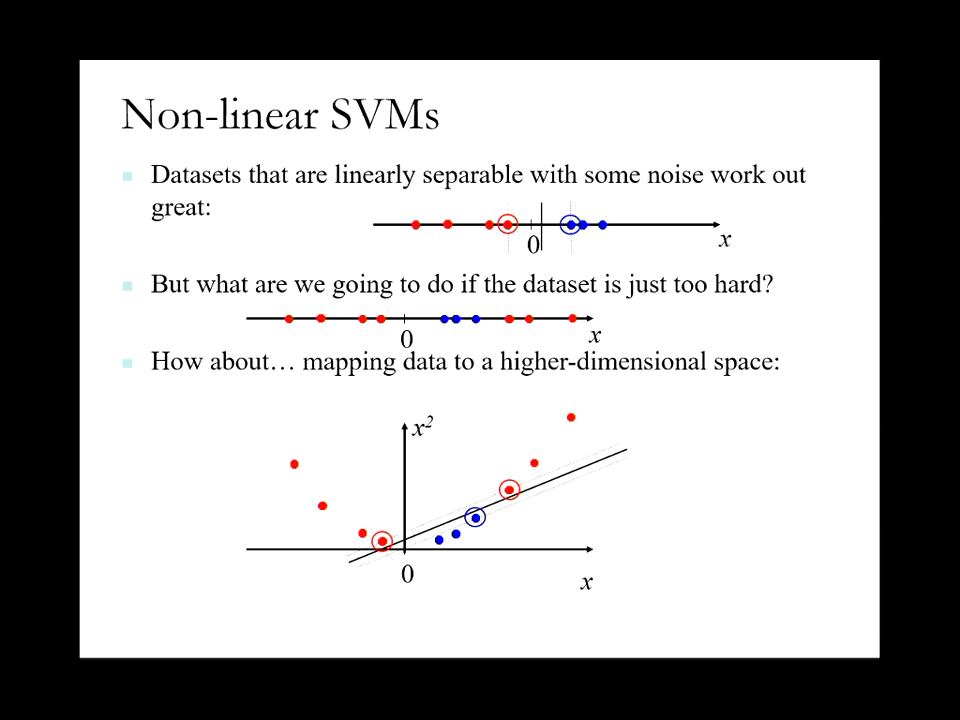 Non-linear SVMs
Datasets that are linearly separable with some noise work out
great:
0
x
But what are we going to do if the dataset is just too hard?
0
x
How about… mapping data to a higher-dimensional space:
x²
0
x